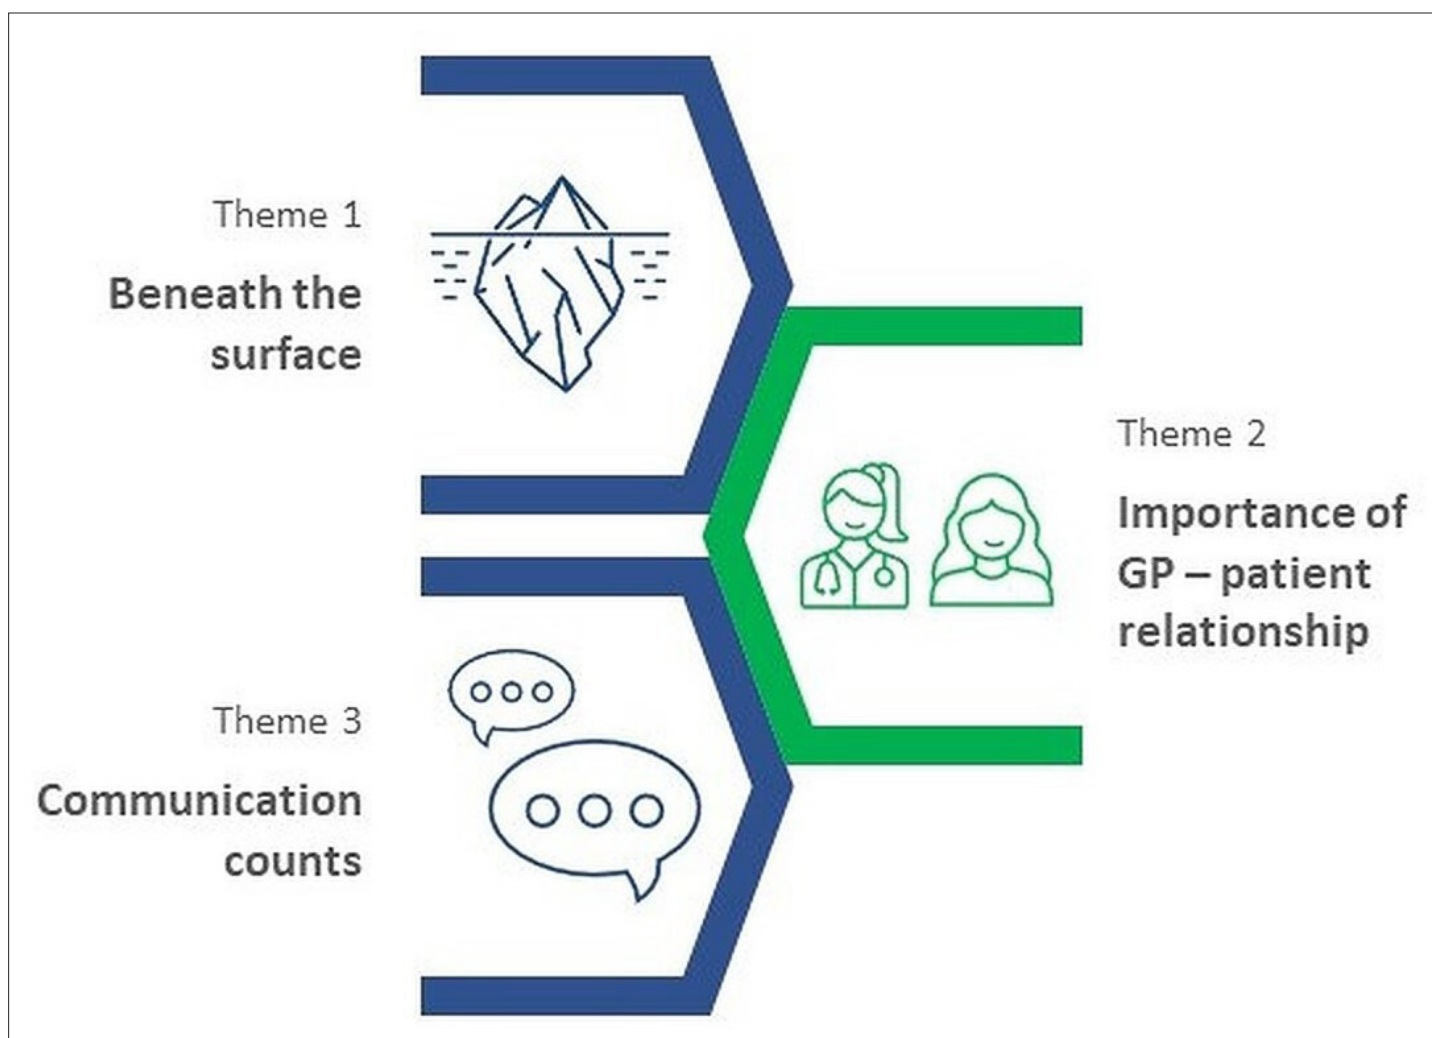 Theme 1
Beneath the
surface
Theme 2
Importance of
GP – patient
relationship
Theme 3
Communication
counts